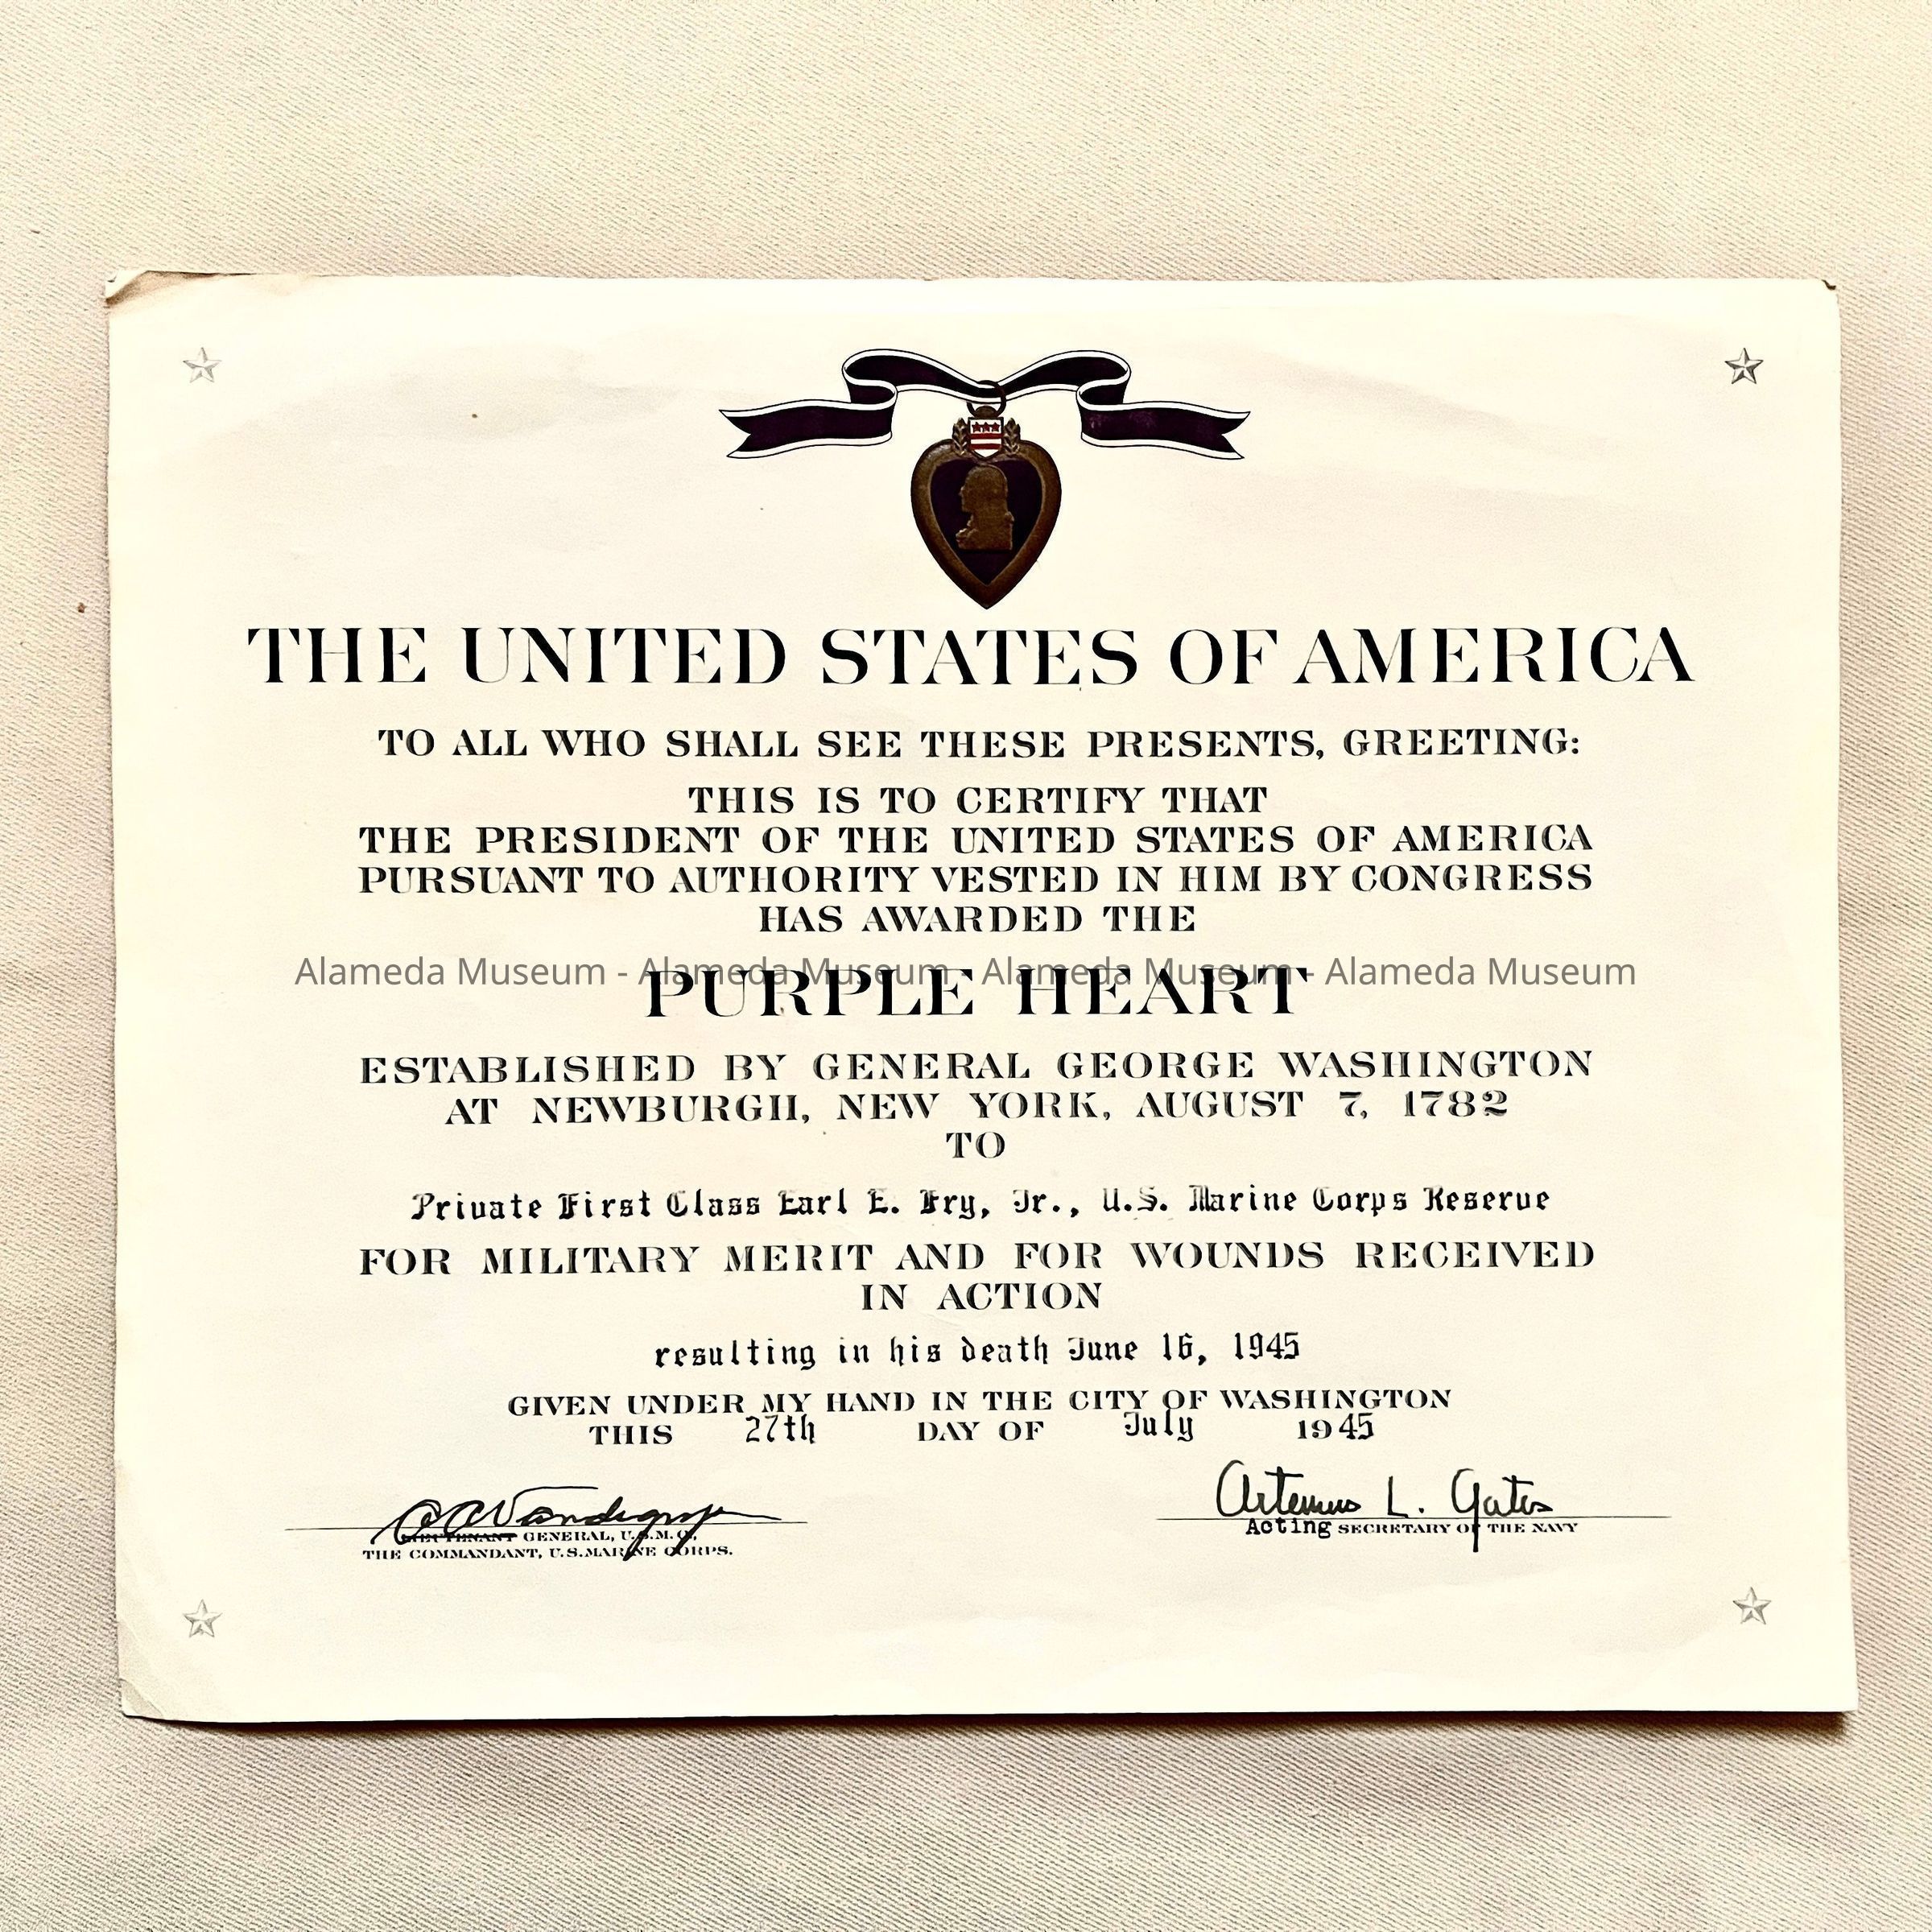 THE UNITED STATES OF AMERICA
TO ALL WHO SHALL SEE THESE PRESENTS, GREETING:
THIS IS TO CERTIFY THAT
THE PRESIDENT OF THE UNITED STATES OF AMERICA
PURSUANT TO AUTHORITY VESTED IN HIM BY CONGRESS
HAS AWARDED THE
Alameda Museum - Alameda Museum - Alameda Museum - Alameda Museum
PURPLE HEART
ESTABLISHED BY GENERAL GEORGE WASHINGTON
AT NEWBURGH, NEW YORK, AUGUST 7, 1782
TO
Private First Class Earl E. Fry, Jr., U.S. Marine Corps Reserve
FOR MILITARY MERIT AND FOR WOUNDS RECEIVED
IN ACTION
resulting in his death June 16, 1945
GIVEN UNDER MY HAND IN THE CITY OF WASHINGTON
THIS 27th DAY OF July 1945
AAVandegrift
LIEUTENANT GENERAL, U.S.M.C.
THE COMMANDANT, U.S. MARINE CORPS.
Artemus L. Gates
Acting SECRETARY OF THE NAVY